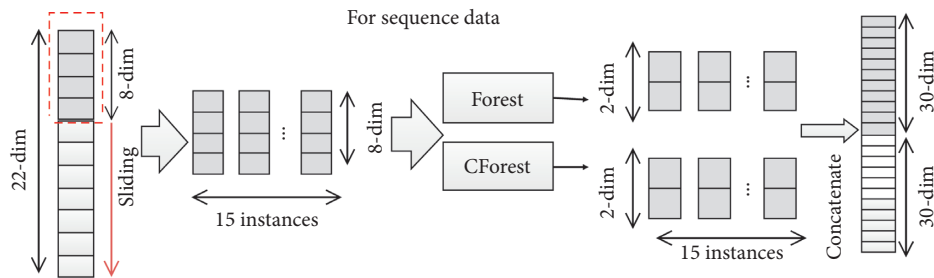 For sequence data
22-dim
8-dim
Sliding
...
15 instances
8-dim
Forest
CForest
2-dim
...
2-dim
...
15 instances
Concatenate
30-dim
30-dim